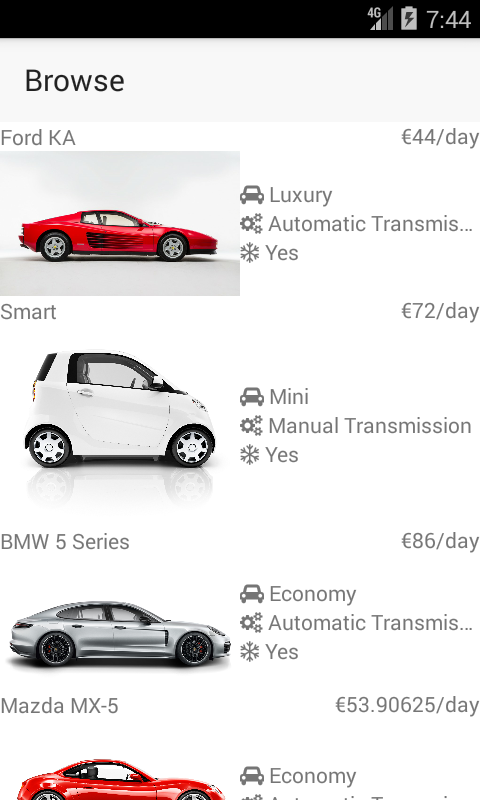 4G 7:44
Browse
Ford KA €44/day
Luxury
Automatic Transmis...
Yes
Smart €72/day
Mini
Manual Transmission
Yes
BMW 5 Series €86/day
Economy
Automatic Transmis...
Yes
Mazda MX-5 €53.90625/day
Economy